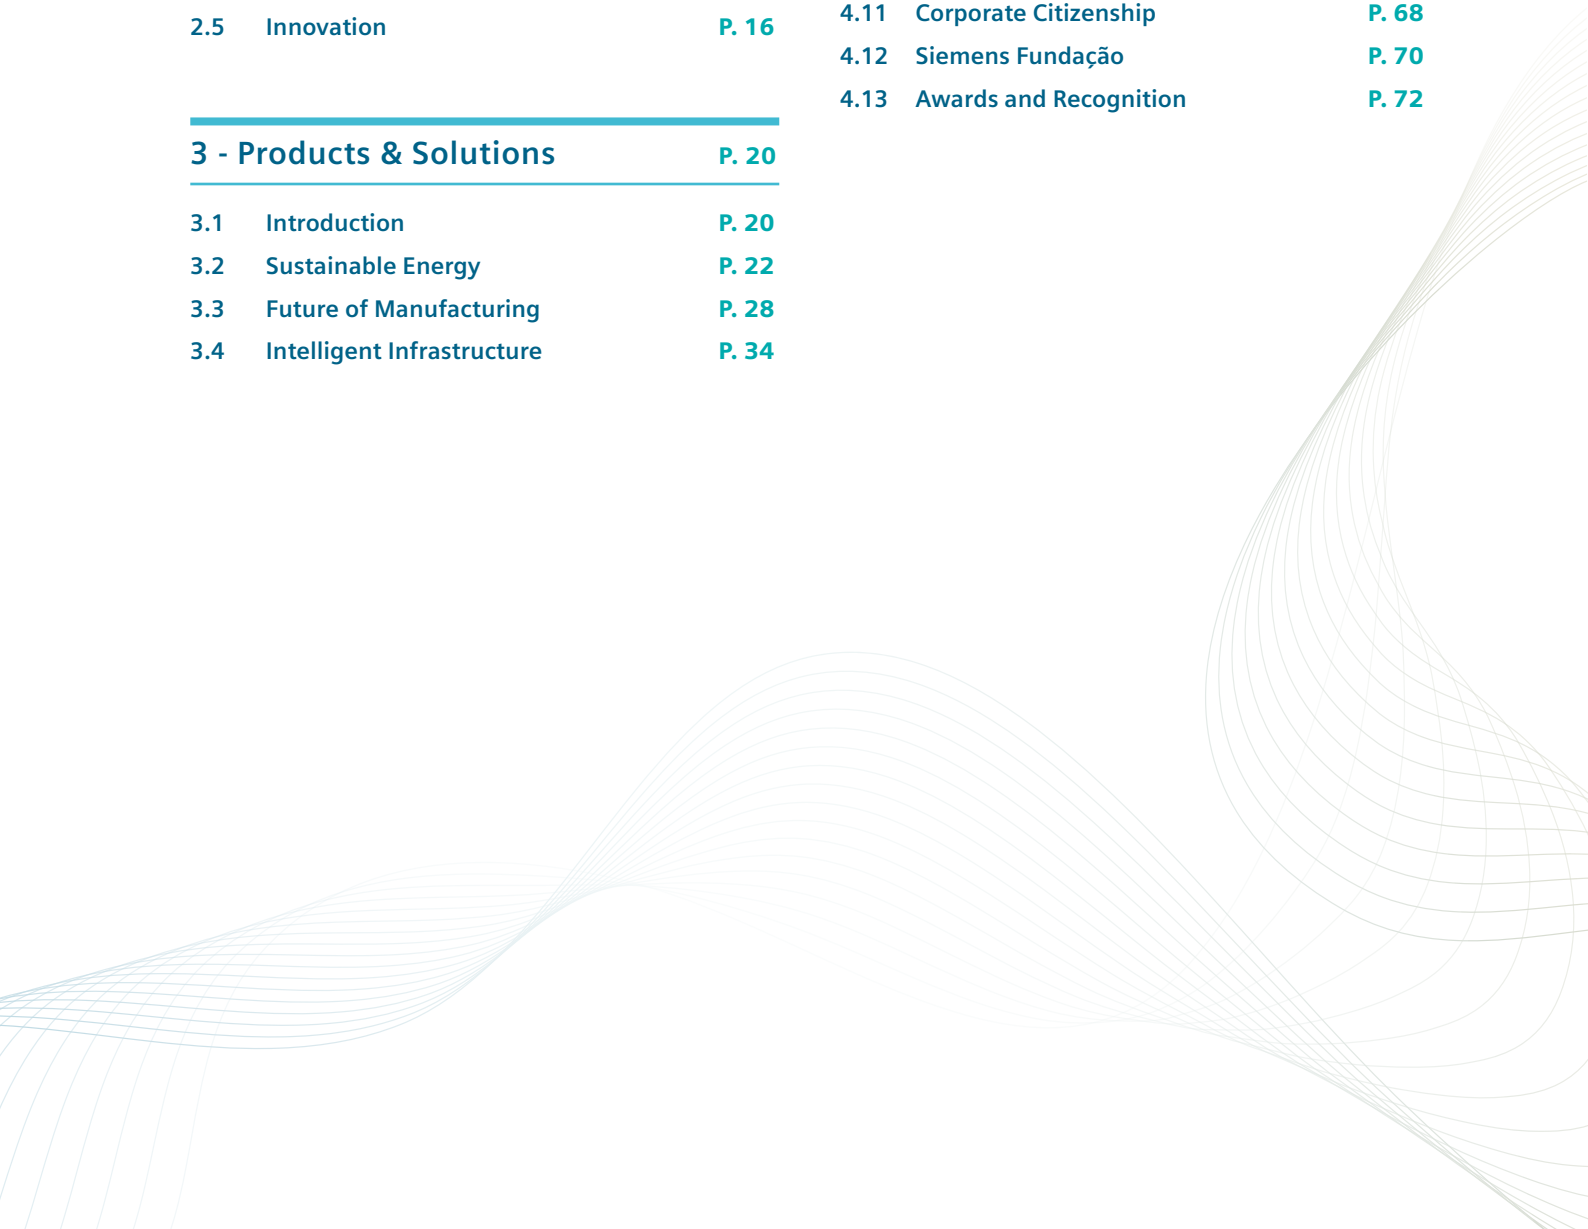 2.5 Innovation P. 16
3 - Products & Solutions P. 20
3.1 Introduction P. 20
3.2 Sustainable Energy P. 22
3.3 Future of Manufacturing P. 28
3.4 Intelligent Infrastructure P. 34
4.11 Corporate Citizenship P. 68
4.12 Siemens Fundação P. 70
4.13 Awards and Recognition P. 72